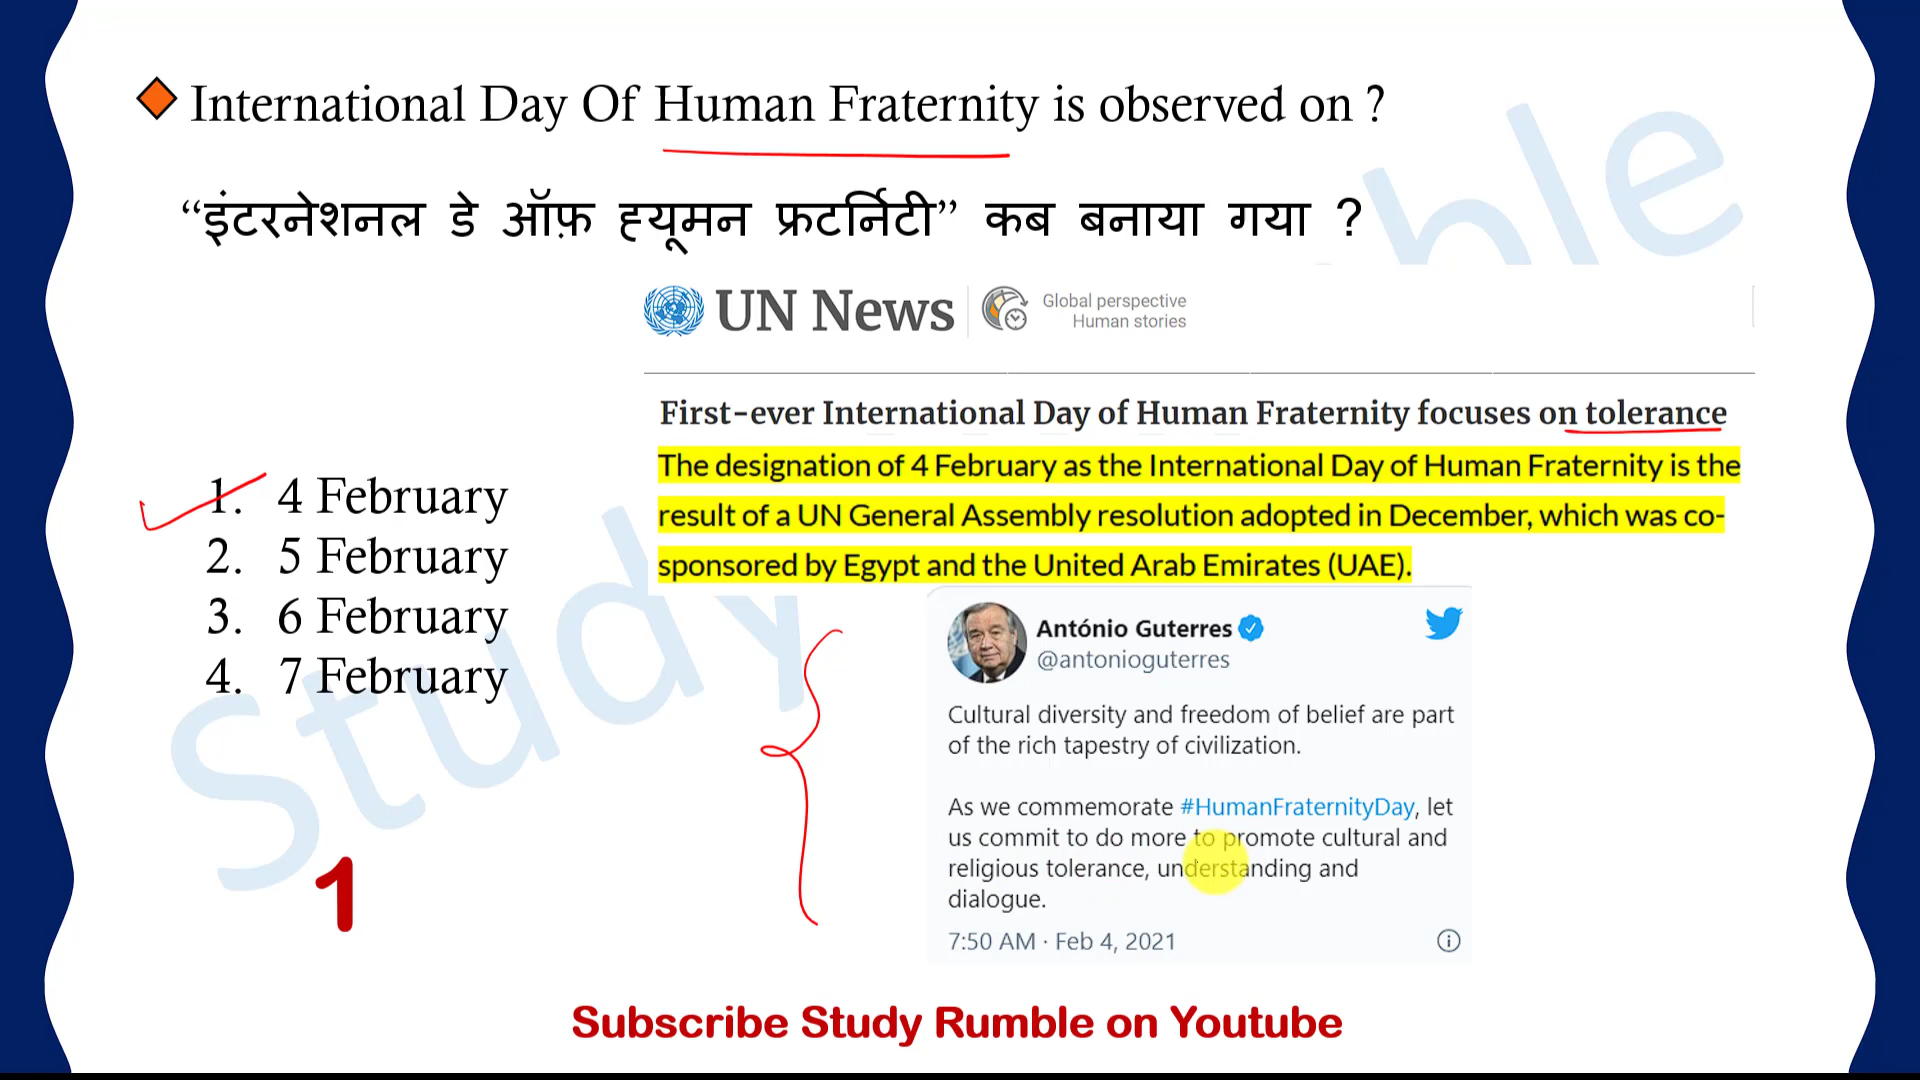 International Day Of Human Fraternity is observed on ?
“इंटरनेशनल डे ऑफ़ ह्यूमन फ्रटर्निटी” कब बनाया गया ?
UN News
Global perspective
Human stories
First-ever International Day of Human Fraternity focuses on tolerance
The designation of 4 February as the International Day of Human Fraternity is the
result of a UN General Assembly resolution adopted in December, which was co-
sponsored by Egypt and the United Arab Emirates (UAE).
1. 4 February
2. 5 February
3. 6 February
4. 7 February
António Guterres
@antonioguterres
Cultural diversity and freedom of belief are part
of the rich tapestry of civilization.
As we commemorate #HumanFraternityDay, let
us commit to do more to promote cultural and
religious tolerance, understanding and
dialogue.
7:50 AM · Feb 4, 2021
1
Study
Subscribe Study Rumble on Youtube